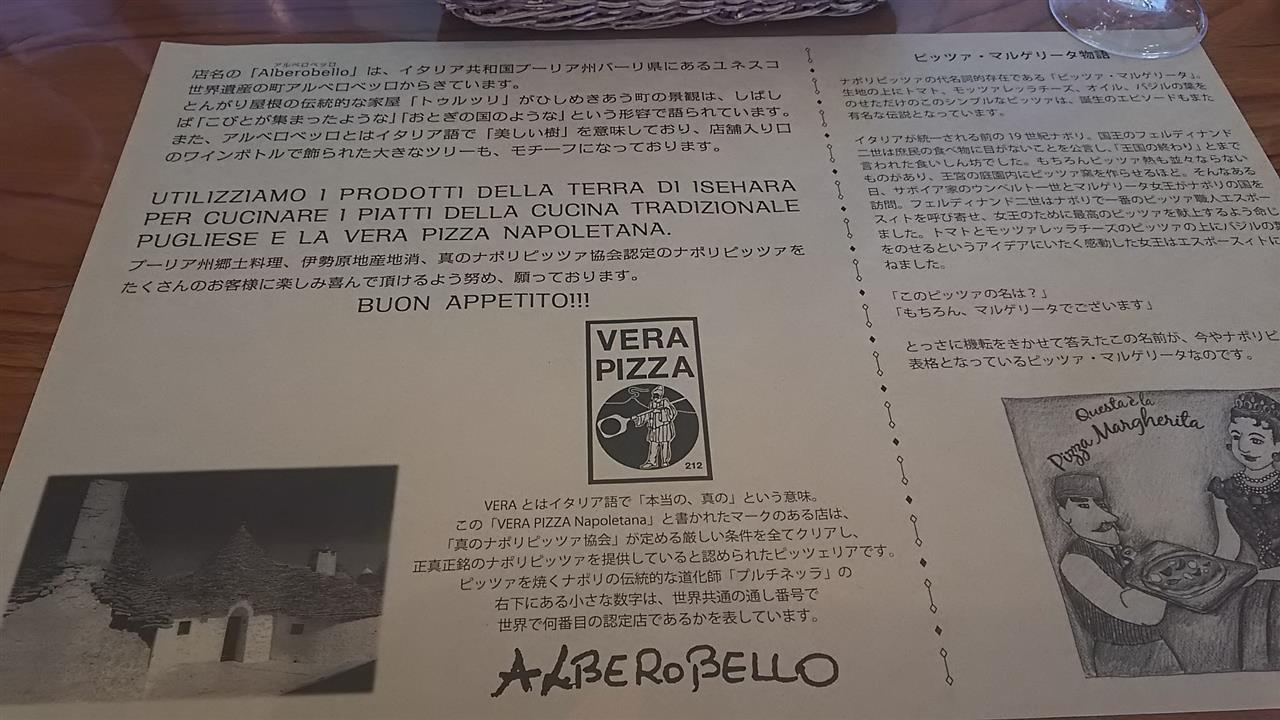 アルベロベッロ
店名の「Alberobello」は、イタリア共和国プーリア州バーリ県にあるユネスコ
世界遺産の町アルベロベッロからきています。
とんがり屋根の伝統的な家屋「トゥルッリ」がひしめきあう町の景観は、しばし
ば「こびとが集まったような」「おとぎの国のような」という形容で語られています。
また、アルベロベッロとはイタリア語で「美しい樹」を意味しており、店舗入り口
のワインボトルで飾られた大きなツリーも、モチーフになっております。
UTILIZZIAMO I PRODOTTI DELLA TERRA DI ISEHARA
PER CUCINARE I PIATTI DELLA CUCINA TRADIZIONALE
PUGLIESE E LA VERA PIZZA NAPOLETANA.
プーリア州郷土料理、伊勢原地産地消、真のナポリピッツァ協会認定のナポリピッツァを
たくさんのお客様に楽しみ喜んで頂けるよう努め、願っております。
BUON APPETITO!!!
VERA
PIZZA
212
VERA とはイタリア語で「本当の、真の」という意味。
この「VERA PIZZA Napoletana」と書かれたマークのある店は、
「真のナポリピッツァ協会」が定める厳しい条件を全てクリアし、
正真正銘のナポリピッツァを提供していると認められたピッツェリアです。
ピッツァを焼くナポリの伝統的な道化師「プルチネッラ」の
右下にある小さな数字は、世界共通の通し番号で
世界で何番目の認定店であるかを表しています。
ALBEROBELLO
ピッツァ・マルゲリータ物語
ナポリピッツァの代名詞的存在である「ピッツァ・マルゲリータ」。
生地の上にトマト、モッツァレッラチーズ、オイル、バジルの葉を
のせただけのこのシンプルなピッツァは、誕生のエピソードもまた
有名な伝説となっています。
イタリアが統一される前の 19 世紀ナポリ。国王のフェルディナンド
二世は庶民の食べ物に目がないことを公言し、「王国の終わり」とまで
言われた食いしん坊でした。もちろんピッツァ熱も並々ならない
ものがあり、王宮の庭園内にピッツァ窯を作らせるほど。そんなある
日、サボイア家のウンベルト一世とマルゲリータ女王がナポリの国を
訪問。フェルディナンド二世はナポリで一番のピッツァ職人エスポー
スイトを呼び寄せ、女王のために最高のピッツァを献上するよう命じ
ました。トマトとモッツァレッラチーズのピッツァの上にバジルの葉
をのせるというアイデアにいたく感動した女王はエスポースィトに
ねました。
「このピッツァの名は？」
「もちろん、マルゲリータでございます」
とっさに機転をきかせて答えたこの名前が、今やナポリピ
表格となっているピッツァ・マルゲリータなのです。
Questa è la
Pizza Margherita